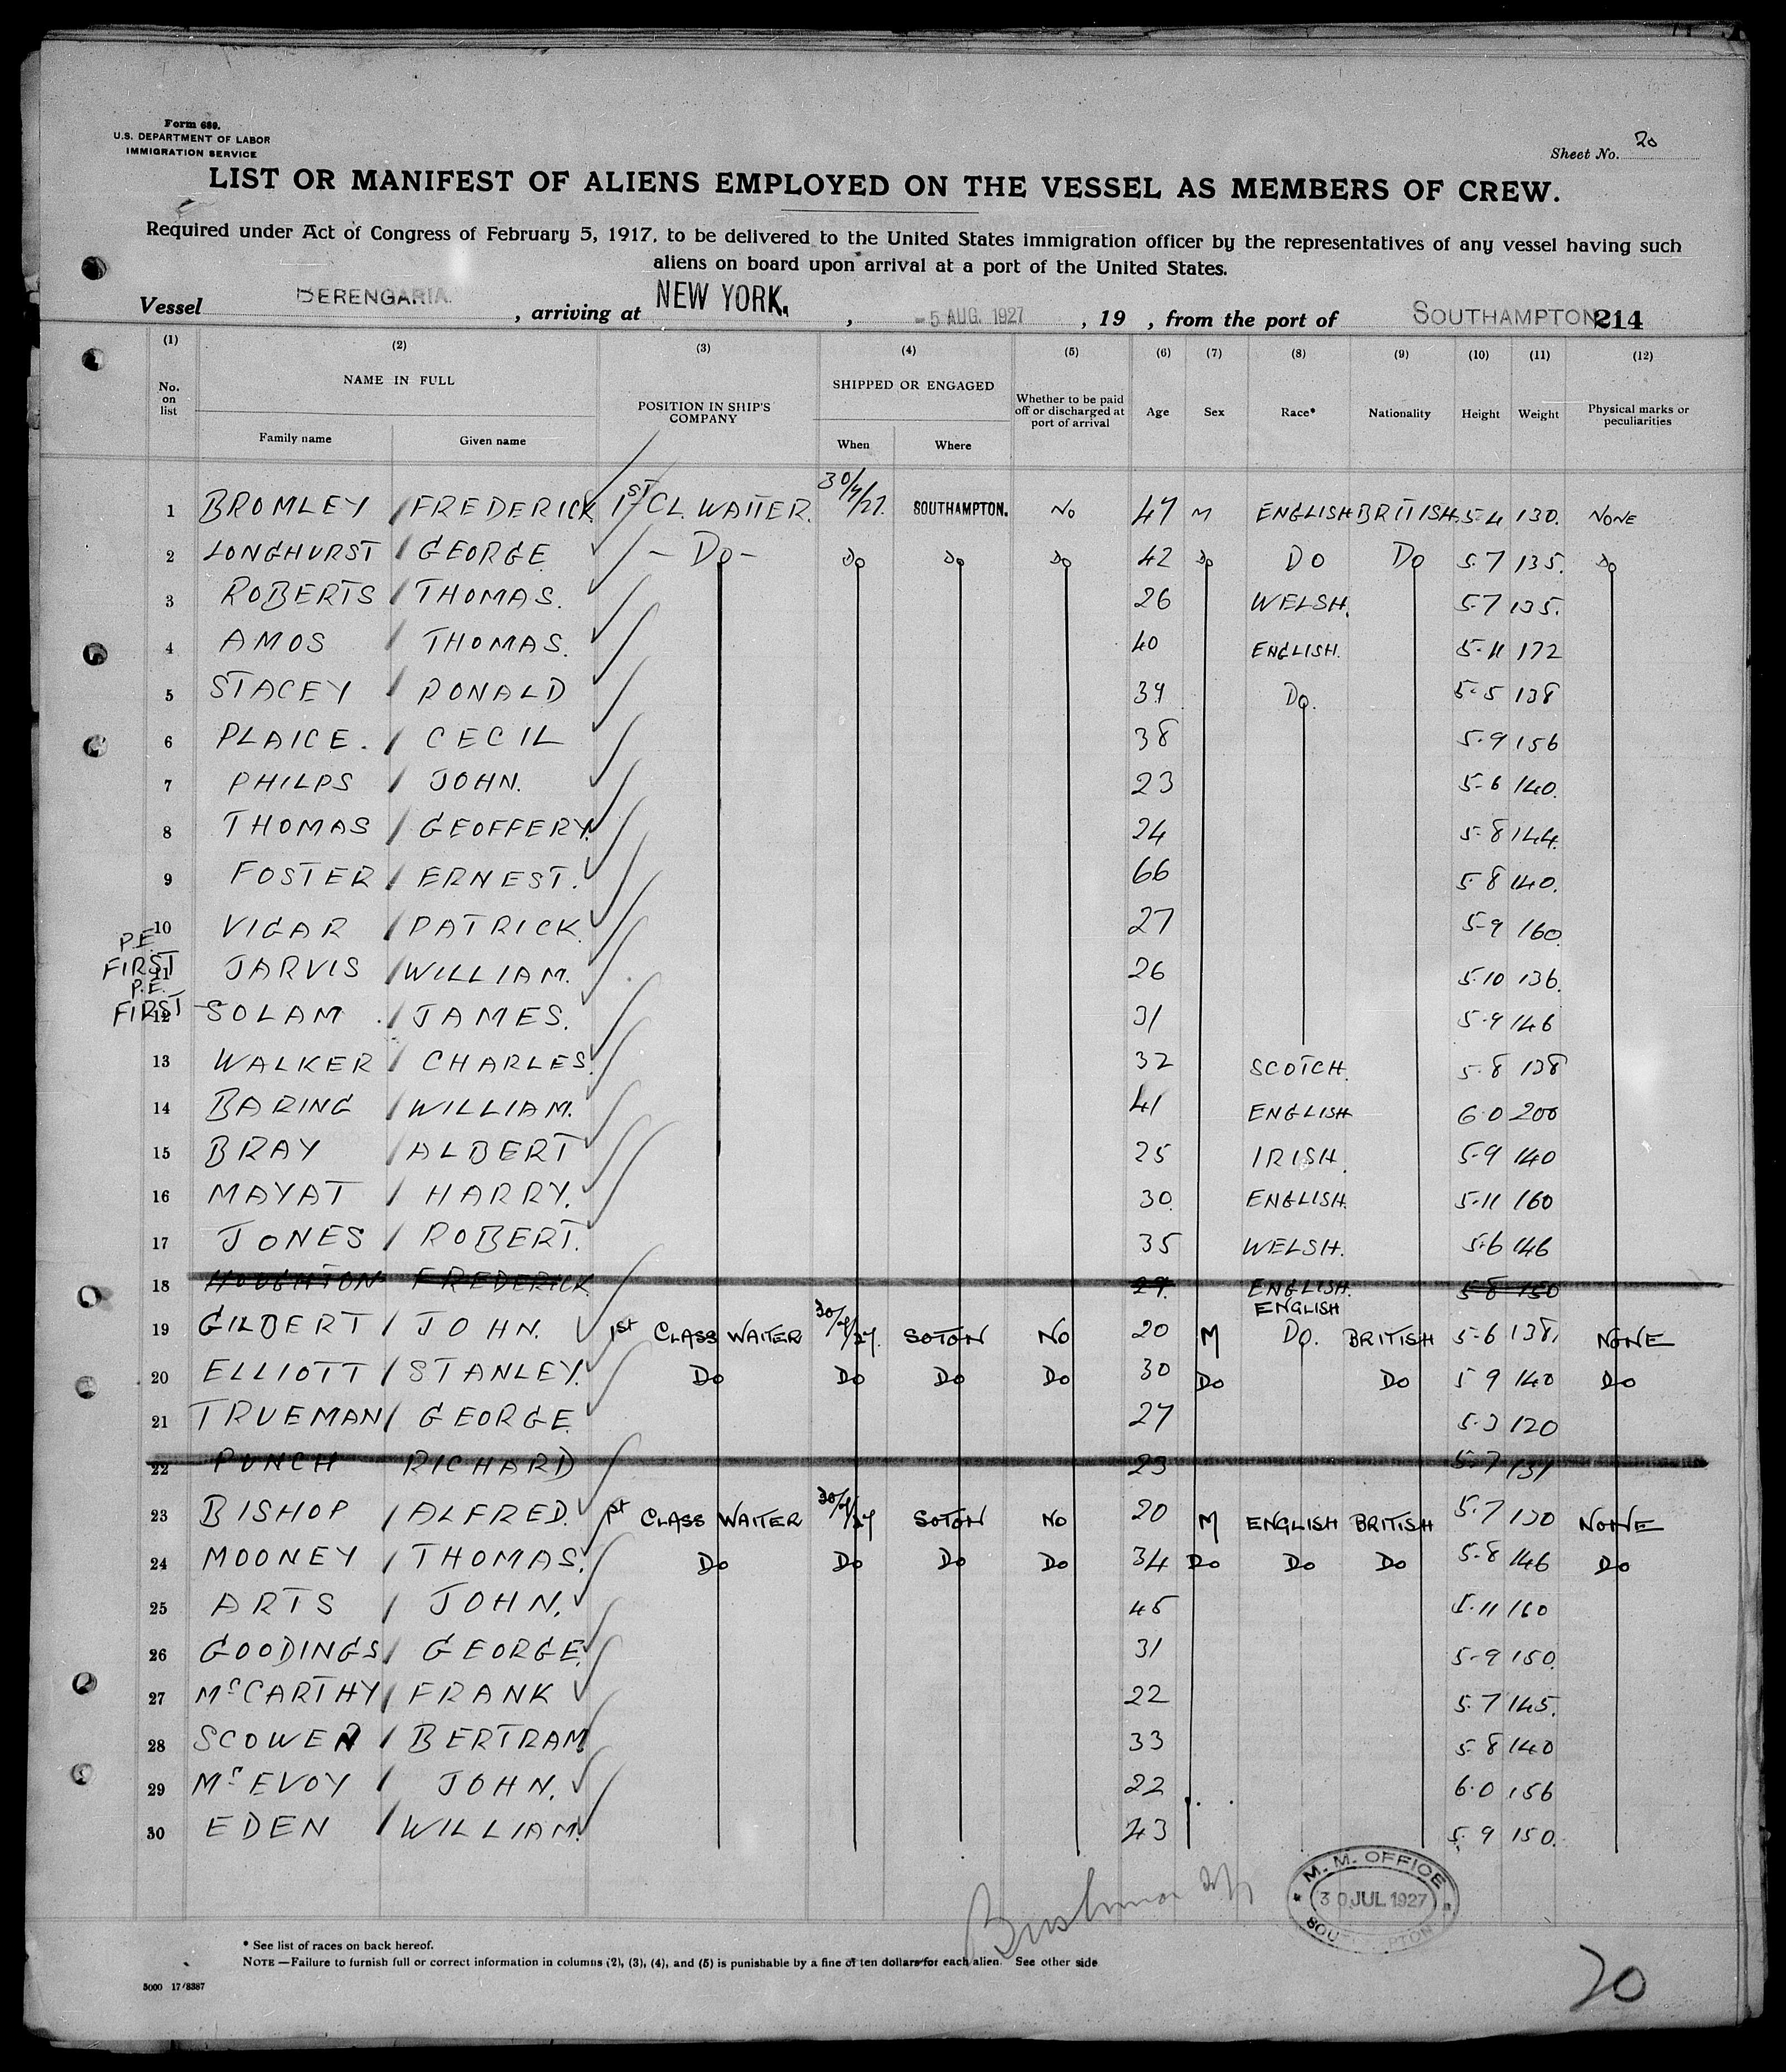 Form 680.
U.S. DEPARTMENT OF LABOR
IMMIGRATION SERVICE
Sheet No. 20
LIST OR MANIFEST OF ALIENS EMPLOYED ON THE VESSEL AS MEMBERS OF CREW.
Required under Act of Congress of February 5, 1917, to be delivered to the United States immigration officer by the representatives of any vessel having such
aliens on board upon arrival at a port of the United States.
Vessel BERENGARIA. , arriving at NEW YORK, , -5 AUG. 1927 , 19 , from the port of SOUTHAMPTON 214
(1) (2) (3) (4) (5) (6) (7) (8) (9) (10) (11) (12)
No. on list NAME IN FULL Family name Given name POSITION IN SHIP'S COMPANY SHIPPED OR ENGAGED When Where Whether to be paid off or discharged at port of arrival Age Sex Race* Nationality Height Weight Physical marks or peculiarities
1 BROMLEY / FREDERICK 1ST CL. WAITER. 30/7/27. SOUTHAMPTON. No 47 M ENGLISH BRITISH 5-4 130. NONE
2 LONGHURST / GEORGE - Do - Do Do Do 42 Do DO Do 5.7 135. Do
3 ROBERTS / THOMAS. 26 WELSH. 5-7 135.
4 AMOS / THOMAS. 40 ENGLISH. 5-11 172
5 STACEY / RONALD 39 Do. 5-5 138
6 PLAICE. / CECIL 38 5.9 156
7 PHILPS / JOHN. 23 5-6 140.
8 THOMAS / GEOFFERY. 24 5-8 144.
9 FOSTER / ERNEST. 66 5-8 140.
10 VIGAR / PATRICK. 27 5-9 160.
P.E.
FIRST
11 JARVIS / WILLIAM. 26 5.10 136.
P.E.
FIRST
12 SOLAM / JAMES. 31 5.9 146
13 WALKER / CHARLES. 32 SCOTCH. 5.8 138
14 BARING / WILLIAM. 41 ENGLISH 6.0 200
15 BRAY / ALBERT 25 IRISH. 5-9 140
16 MAYAT / HARRY. 30. ENGLISH. 5-11 160
17 JONES / ROBERT. 35 WELSH. 5.6 146
18 HOUGHTON FREDERICK. 29. ENGLISH. 5-8 150
19 GILBERT / JOHN. 1st CLASS WAITER 30/7/27. SOTON NO 20 M ENGLISH DO. BRITISH 5-6 138. NONE
20 ELLIOTT / STANLEY. Do Do Do Do 30 Do Do 5 9 140 Do
21 TRUEMAN / GEORGE 27 5.3 120
22 PUNCH RICHARD 23 5-7 131
23 BISHOP / ALFRED. 1st CLASS WAITER 30/7/27 SOTON NO 20 M ENGLISH BRITISH 5.7 130 NONE
24 MOONEY / THOMAS. Do Do Do Do 34 Do Do Do 5.8 146 Do
25 ARTS / JOHN. 45 5.11 160
26 GOODINGS / GEORGE. 31 5-9 150.
27 McCARTHY / FRANK 22 5.7 145.
28 SCOWEN / BERTRAM 33 5.8 140
29 McEVOY / JOHN. 22 6.0 156
30 EDEN / WILLIAM. 43 5. 9 150.
M.M. OFFICE
30 JUL 1927
SOUTHAMPTON
* See list of races on back hereof.
NOTE—Failure to furnish full or correct information in columns (2), (3), (4), and (5) is punishable by a fine of ten dollars for each alien. See other side
5000 17/8387
20